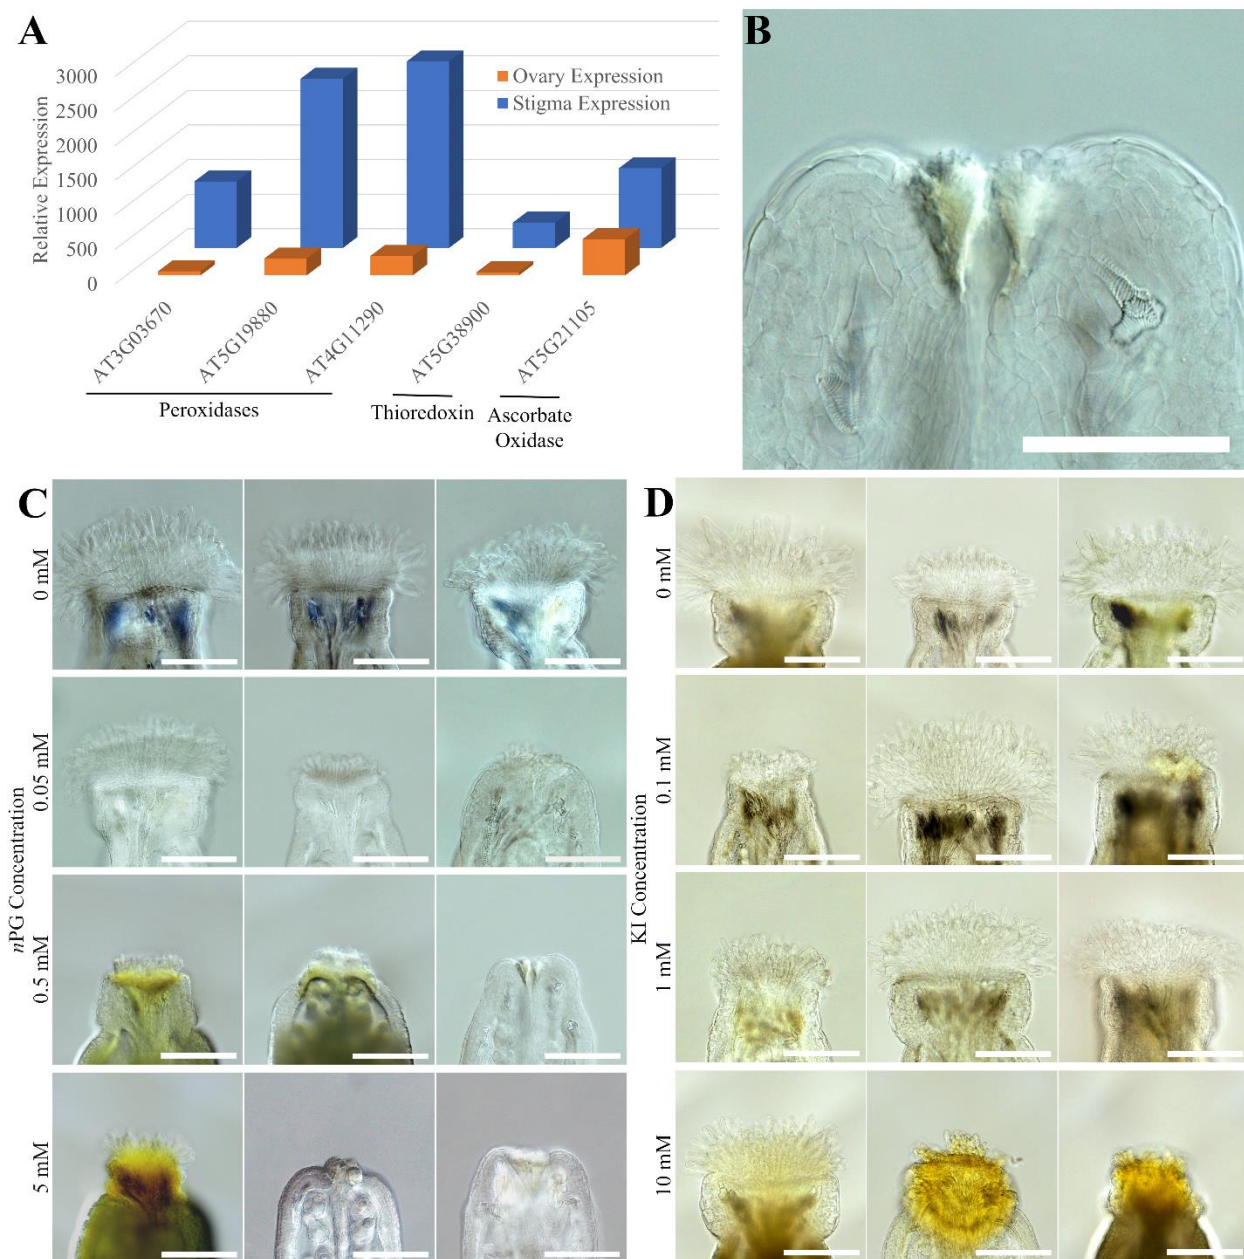 A
3000
2500
2000
1500
1000
500
0
Relative Expression
Ovary Expression
Stigma Expression
AT3G03670
AT5G19880
AT4G11290
AT5G38900
AT5G21105
Peroxidases
Thioredoxin
Ascorbate
Oxidase
B
C
nPG Concentration
0 mM
0.05 mM
0.5 mM
5 mM
D
KI Concentration
0 mM
0.1 mM
1 mM
10 mM